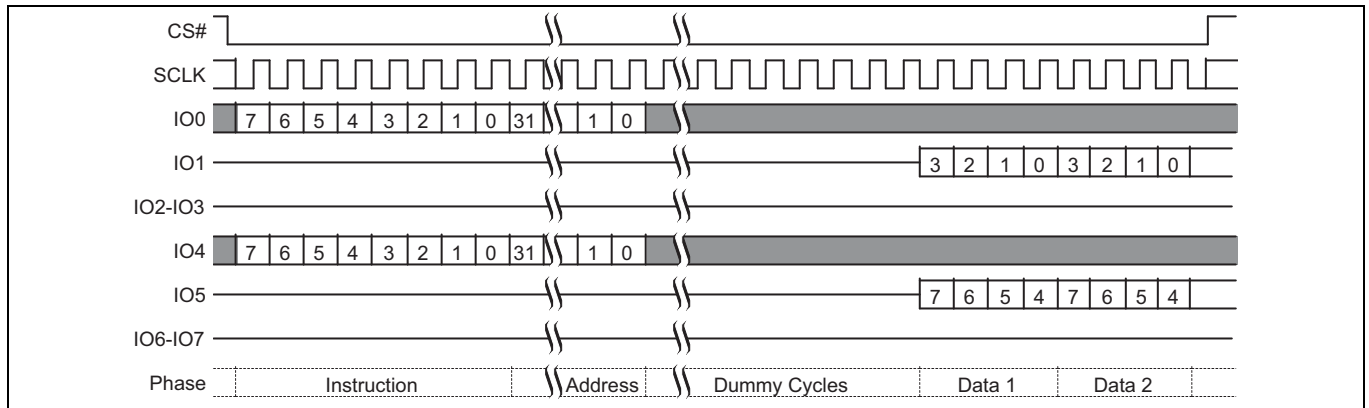 CS#
SCLK
IO0 7 6 5 4 3 2 1 0 31 1 0
IO1 3 2 1 0 3 2 1 0
IO2-IO3
IO4 7 6 5 4 3 2 1 0 31 1 0
IO5 7 6 5 4 7 6 5 4
IO6-IO7
Phase Instruction Address Dummy Cycles Data 1 Data 2